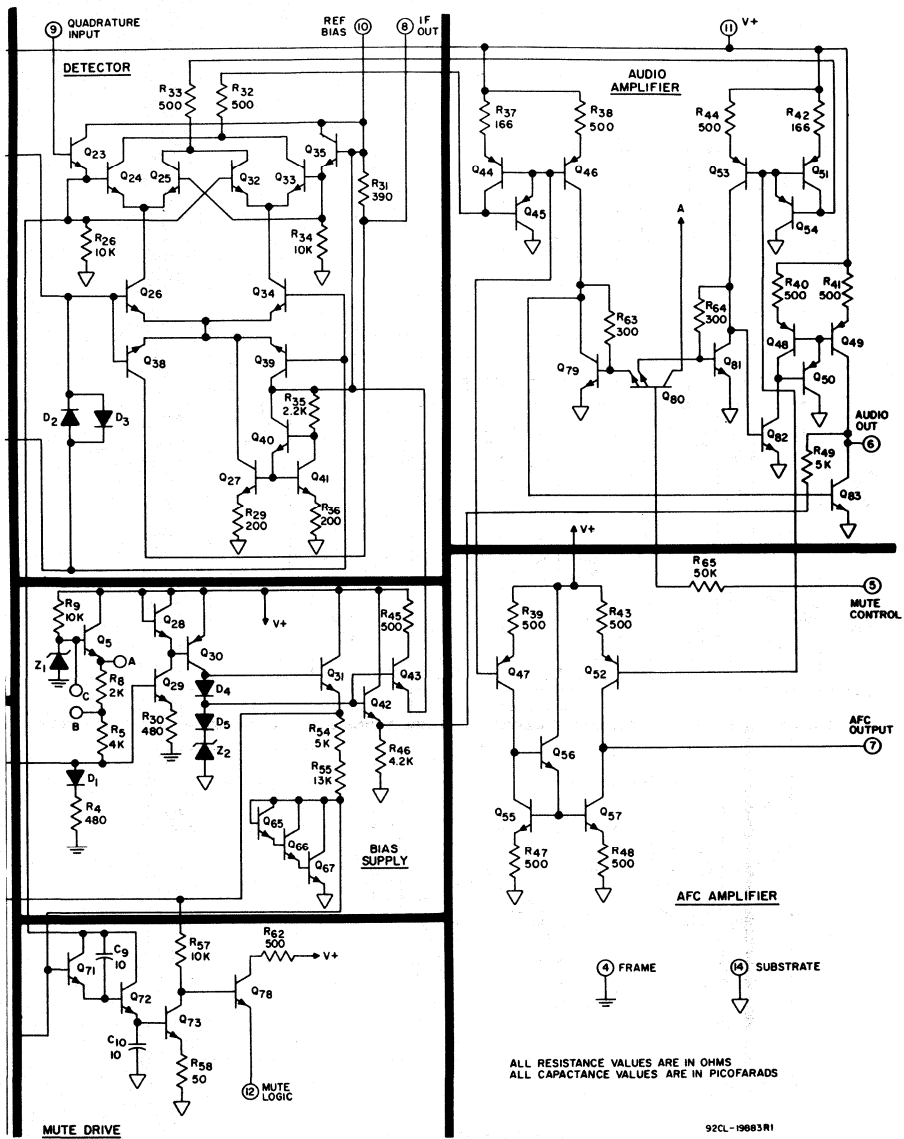 9 QUADRATURE INPUT
REF BIAS 10
8 IF OUT
11 V+
DETECTOR
AUDIO AMPLIFIER
R33 500
R32 500
R37 166
R38 500
R44 500
R42 166
Q23
Q24
Q25
Q32
Q33
Q35
R31 390
Q44
Q45
Q46
Q53
Q51
Q54
R26 10K
R34 10K
A
Q26
Q34
R40 500
R41 500
Q38
Q39
R63 300
R64 300
Q48
Q49
Q79
Q80
Q81
Q50
D2
D3
R35 2.2K
Q40
Q82
AUDIO OUT
6
Q27
Q41
R49 5K
R29 200
R36 200
Q83
V+
R65 50K
5
MUTE CONTROL
R9 10K
Q5
Q28
V+
R45 500
R39 500
R43 500
Z1
A
Q30
Q31
Q43
Q47
Q52
R8 2K
C
Q29
D4
Q42
B
R5 4K
R30 480
D5
Z2
R54 5K
R46 4.2K
AFC OUTPUT
7
Q56
D1
R55 13K
R4 480
Q65
Q66
Q67
BIAS SUPPLY
Q55
Q57
R47 500
R48 500
AFC AMPLIFIER
Q71
C9 10
R57 10K
R62 500
V+
Q72
Q78
4 FRAME
14 SUBSTRATE
Q73
C10 10
R58 50
12 MUTE LOGIC
ALL RESISTANCE VALUES ARE IN OHMS
ALL CAPACTANCE VALUES ARE IN PICOFARADS
MUTE DRIVE
92CL-19883R1